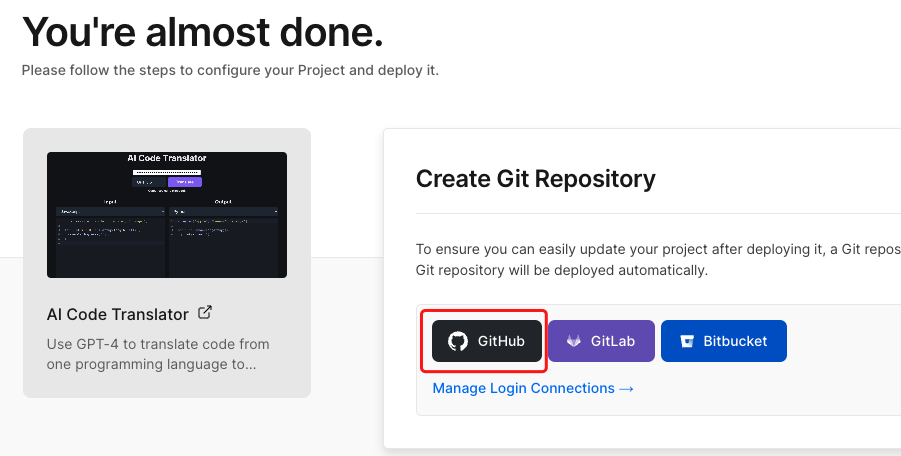 You're almost done.
Please follow the steps to configure your Project and deploy it.
AI Code Translator
Input
Output
AI Code Translator
Use GPT-4 to translate code from
one programming language to...
Create Git Repository
To ensure you can easily update your project after deploying it, a Git repos
Git repository will be deployed automatically.
GitHub
GitLab
Bitbucket
Manage Login Connections →